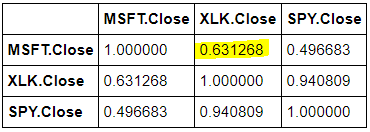 MSFT.Close XLK.Close SPY.Close
MSFT.Close 1.000000 0.631268 0.496683
XLK.Close 0.631268 1.000000 0.940809
SPY.Close 0.496683 0.940809 1.000000